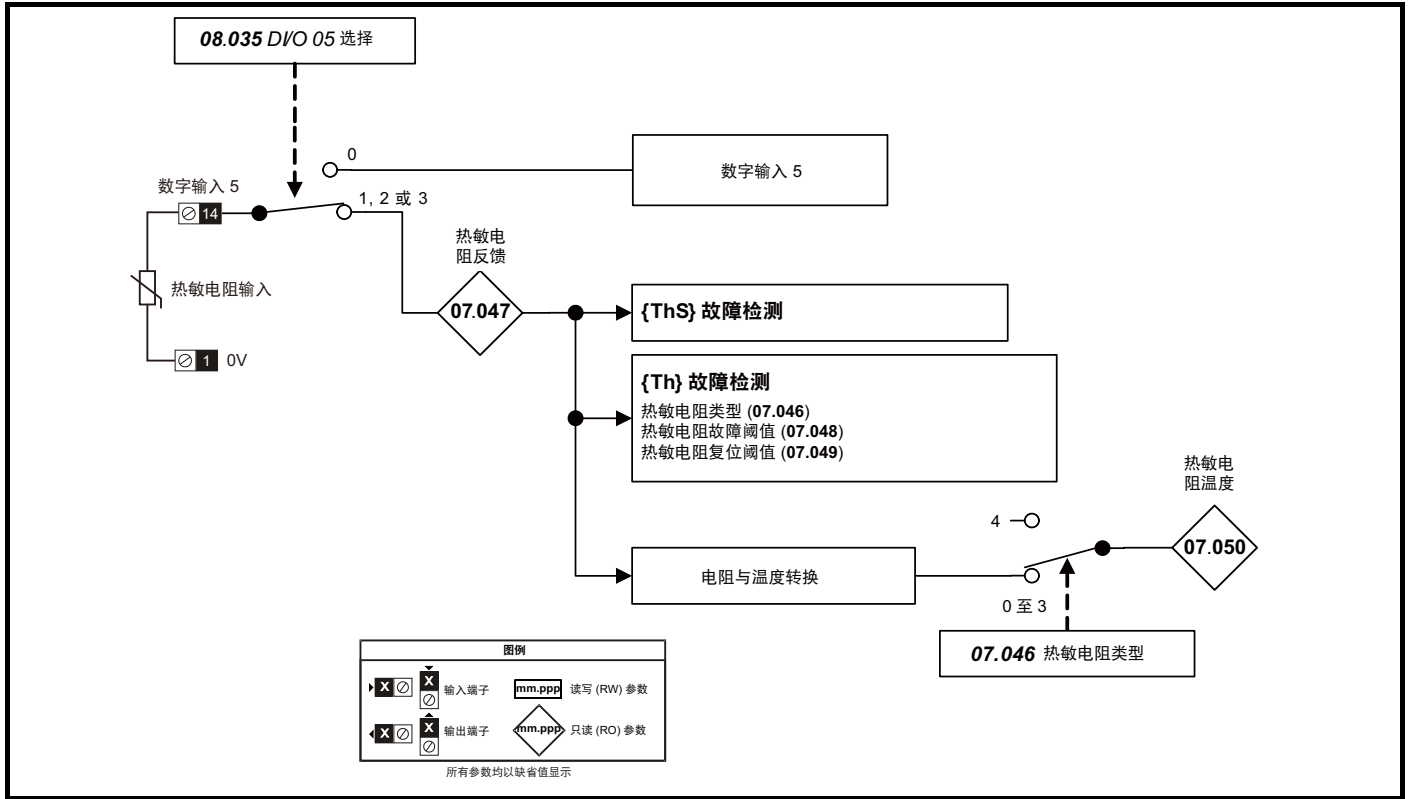 08.035 DI/O 05 选择
0
数字输入 5
数字输入 5
1, 2 或 3
14
热敏电
阻反馈
热敏电阻输入
07.047
{ThS} 故障检测
1 0V
{Th} 故障检测
热敏电阻类型 (07.046)
热敏电阻故障阈值 (07.048)
热敏电阻复位阈值 (07.049)
热敏电
阻温度
4
07.050
电阻与温度转换
0 至 3
07.046 热敏电阻类型
图例
X
X
输入端子
mm.ppp
读写 (RW) 参数
X
X
输出端子
mm.ppp
只读 (RO) 参数
所有参数均以缺省值显示